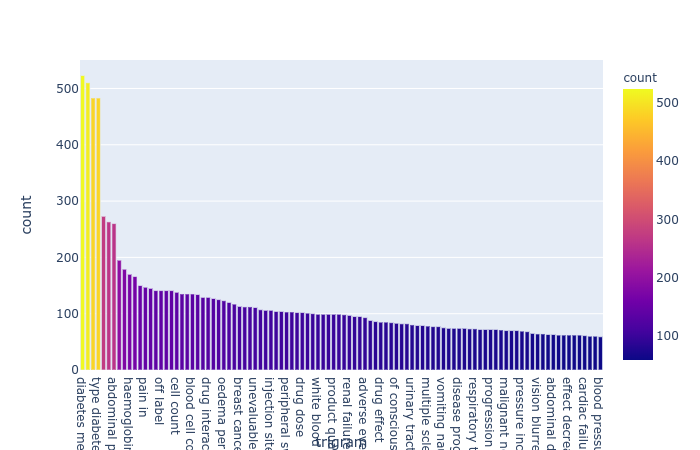 count
500
400
300
200
100
0
count
500
400
300
200
100
diabetes me
type diabete
abdominal p
haemoglobin
pain in
off label
cell count
blood cell co
drug interac
oedema per
breast cance
unevaluable
injection site
peripheral s
drug dose
white blood
product qua
renal failure
adverse eve
drug effect
of conscious
urinary tract
multiple scle
vomiting nau
disease prog
respiratory t
progression
malignant n
pressure inc
vision blurre
abdominal d
effect decre
cardiac failu
blood pressu
trigram